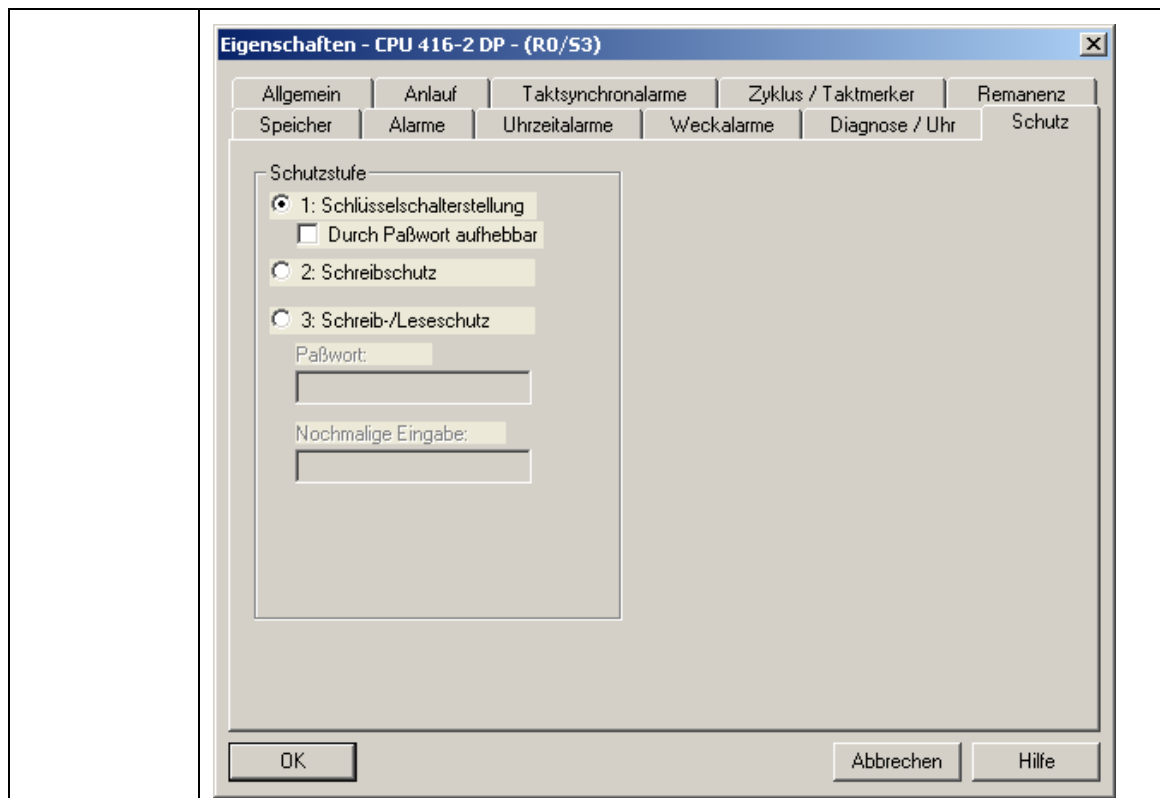 Eigenschaften - CPU 416-2 DP - (R0/S3)
Allgemein Anlauf Taktsynchronalarme Zyklus / Taktmerker Remanenz
Speicher Alarme Uhrzeitalarme Weckalarme Diagnose / Uhr Schutz
Schutzstufe
1: Schlüsselschalterstellung
Durch Paßwort aufhebbar
2: Schreibschutz
3: Schreib-/Leseschutz
Paßwort:
Nochmalige Eingabe:
OK Abbrechen Hilfe